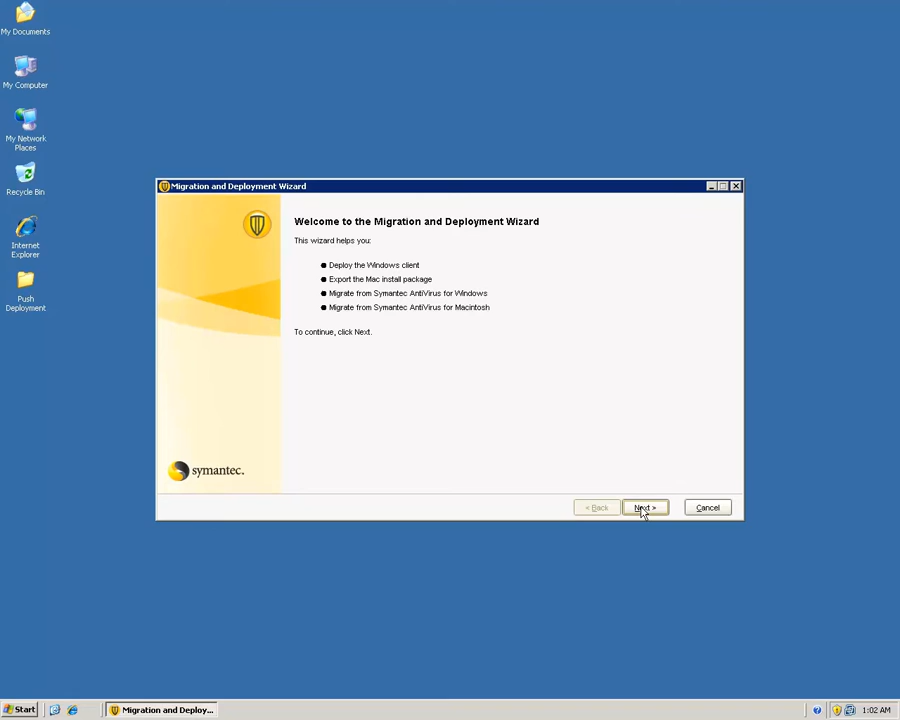 My Documents
My Computer
My Network
Places
Recycle Bin
Internet
Explorer
Push
Deployment
Migration and Deployment Wizard
Welcome to the Migration and Deployment Wizard
This wizard helps you:
Deploy the Windows client
Export the Mac install package
Migrate from Symantec AntiVirus for Windows
Migrate from Symantec AntiVirus for Macintosh
To continue, click Next.
symantec.
< Back
Next >
Cancel
Start
Migration and Deploy...
1:02 AM